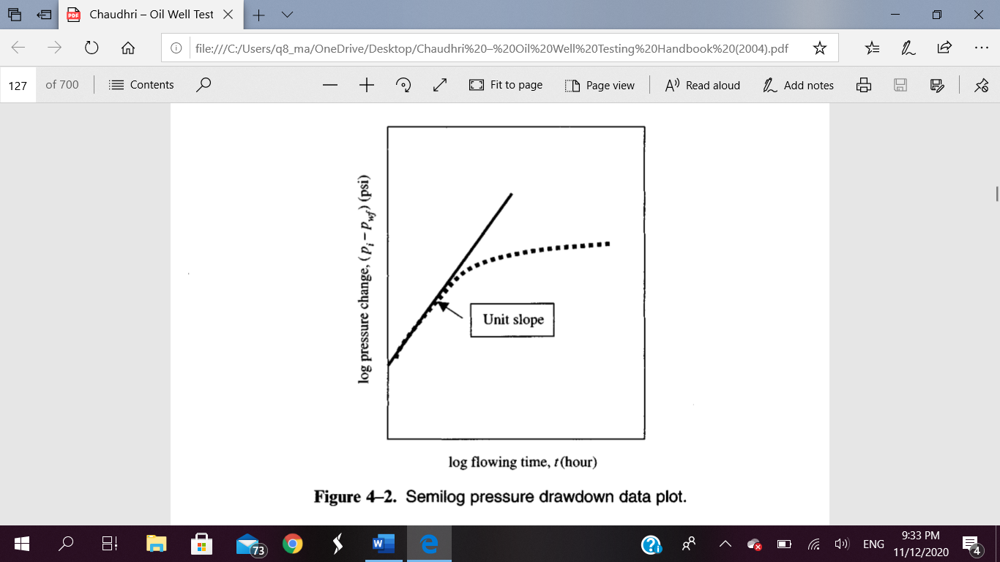 Chaudhri – Oil Well Test
file:///C:/Users/q8_ma/OneDrive/Desktop/Chaudhri%20–%20Oil%20Well%20Testing%20Handbook%20(2004).pdf
127 of 700 Contents Fit to page Page view Read aloud Add notes
log pressure change, (pi – pwf) (psi)
Unit slope
log flowing time, t (hour)
Figure 4–2. Semilog pressure drawdown data plot.
73
W
ENG
9:33 PM
11/12/2020
4